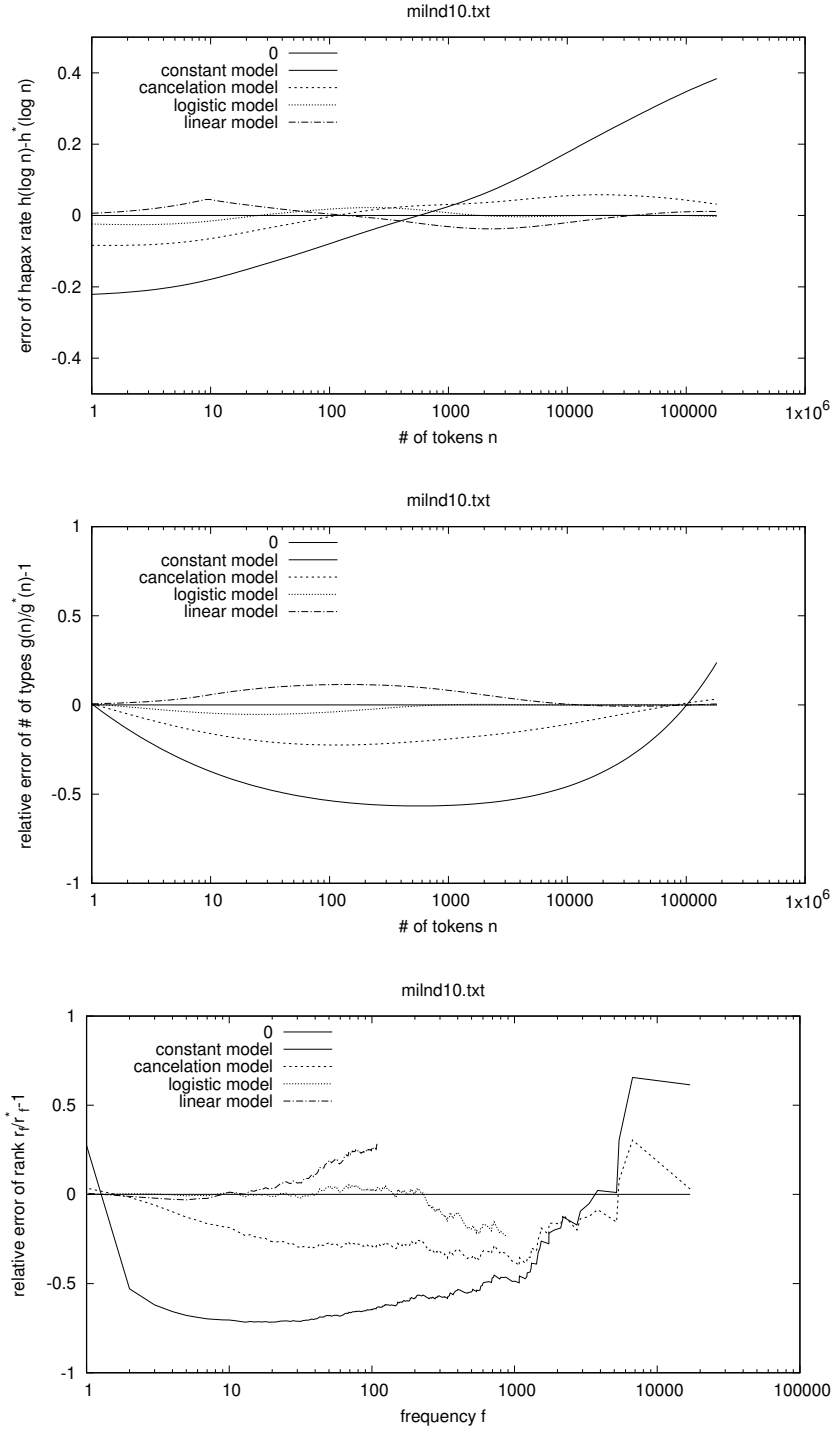 milnd10.txt
0
constant model
cancelation model
logistic model
linear model
error of hapax rate h(log n)-h*(log n)
0.4
0.2
0
-0.2
-0.4
1 10 100 1000 10000 100000 1x10^6
# of tokens n
milnd10.txt
0
constant model
cancelation model
logistic model
linear model
relative error of # of types g(n)/g*(n)-1
1
0.5
0
-0.5
-1
1 10 100 1000 10000 100000 1x10^6
# of tokens n
milnd10.txt
0
constant model
cancelation model
logistic model
linear model
relative error of rank r_f/r*_f-1
1
0.5
0
-0.5
-1
1 10 100 1000 10000 100000
frequency f